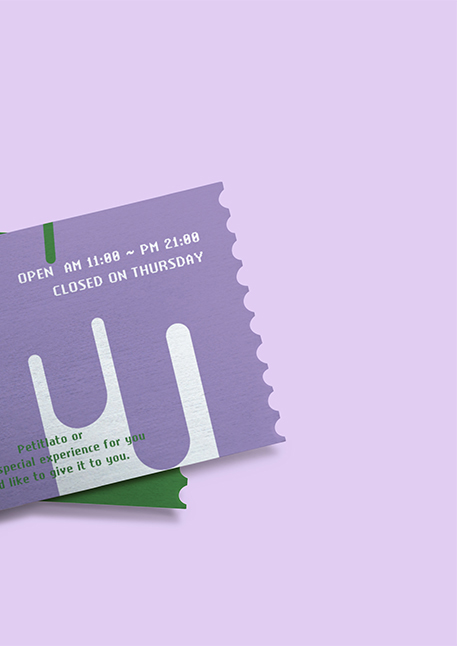 OPEN AM 11:00 ~ PM 21:00
CLOSED ON THURSDAY
Petitlato or
special experience for you
d like to give it to you.